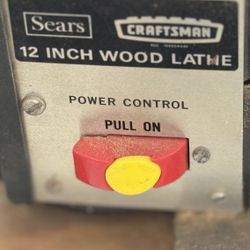 Sears
CRAFTSMAN
12 INCH WOOD LATHE
POWER CONTROL
PULL ON